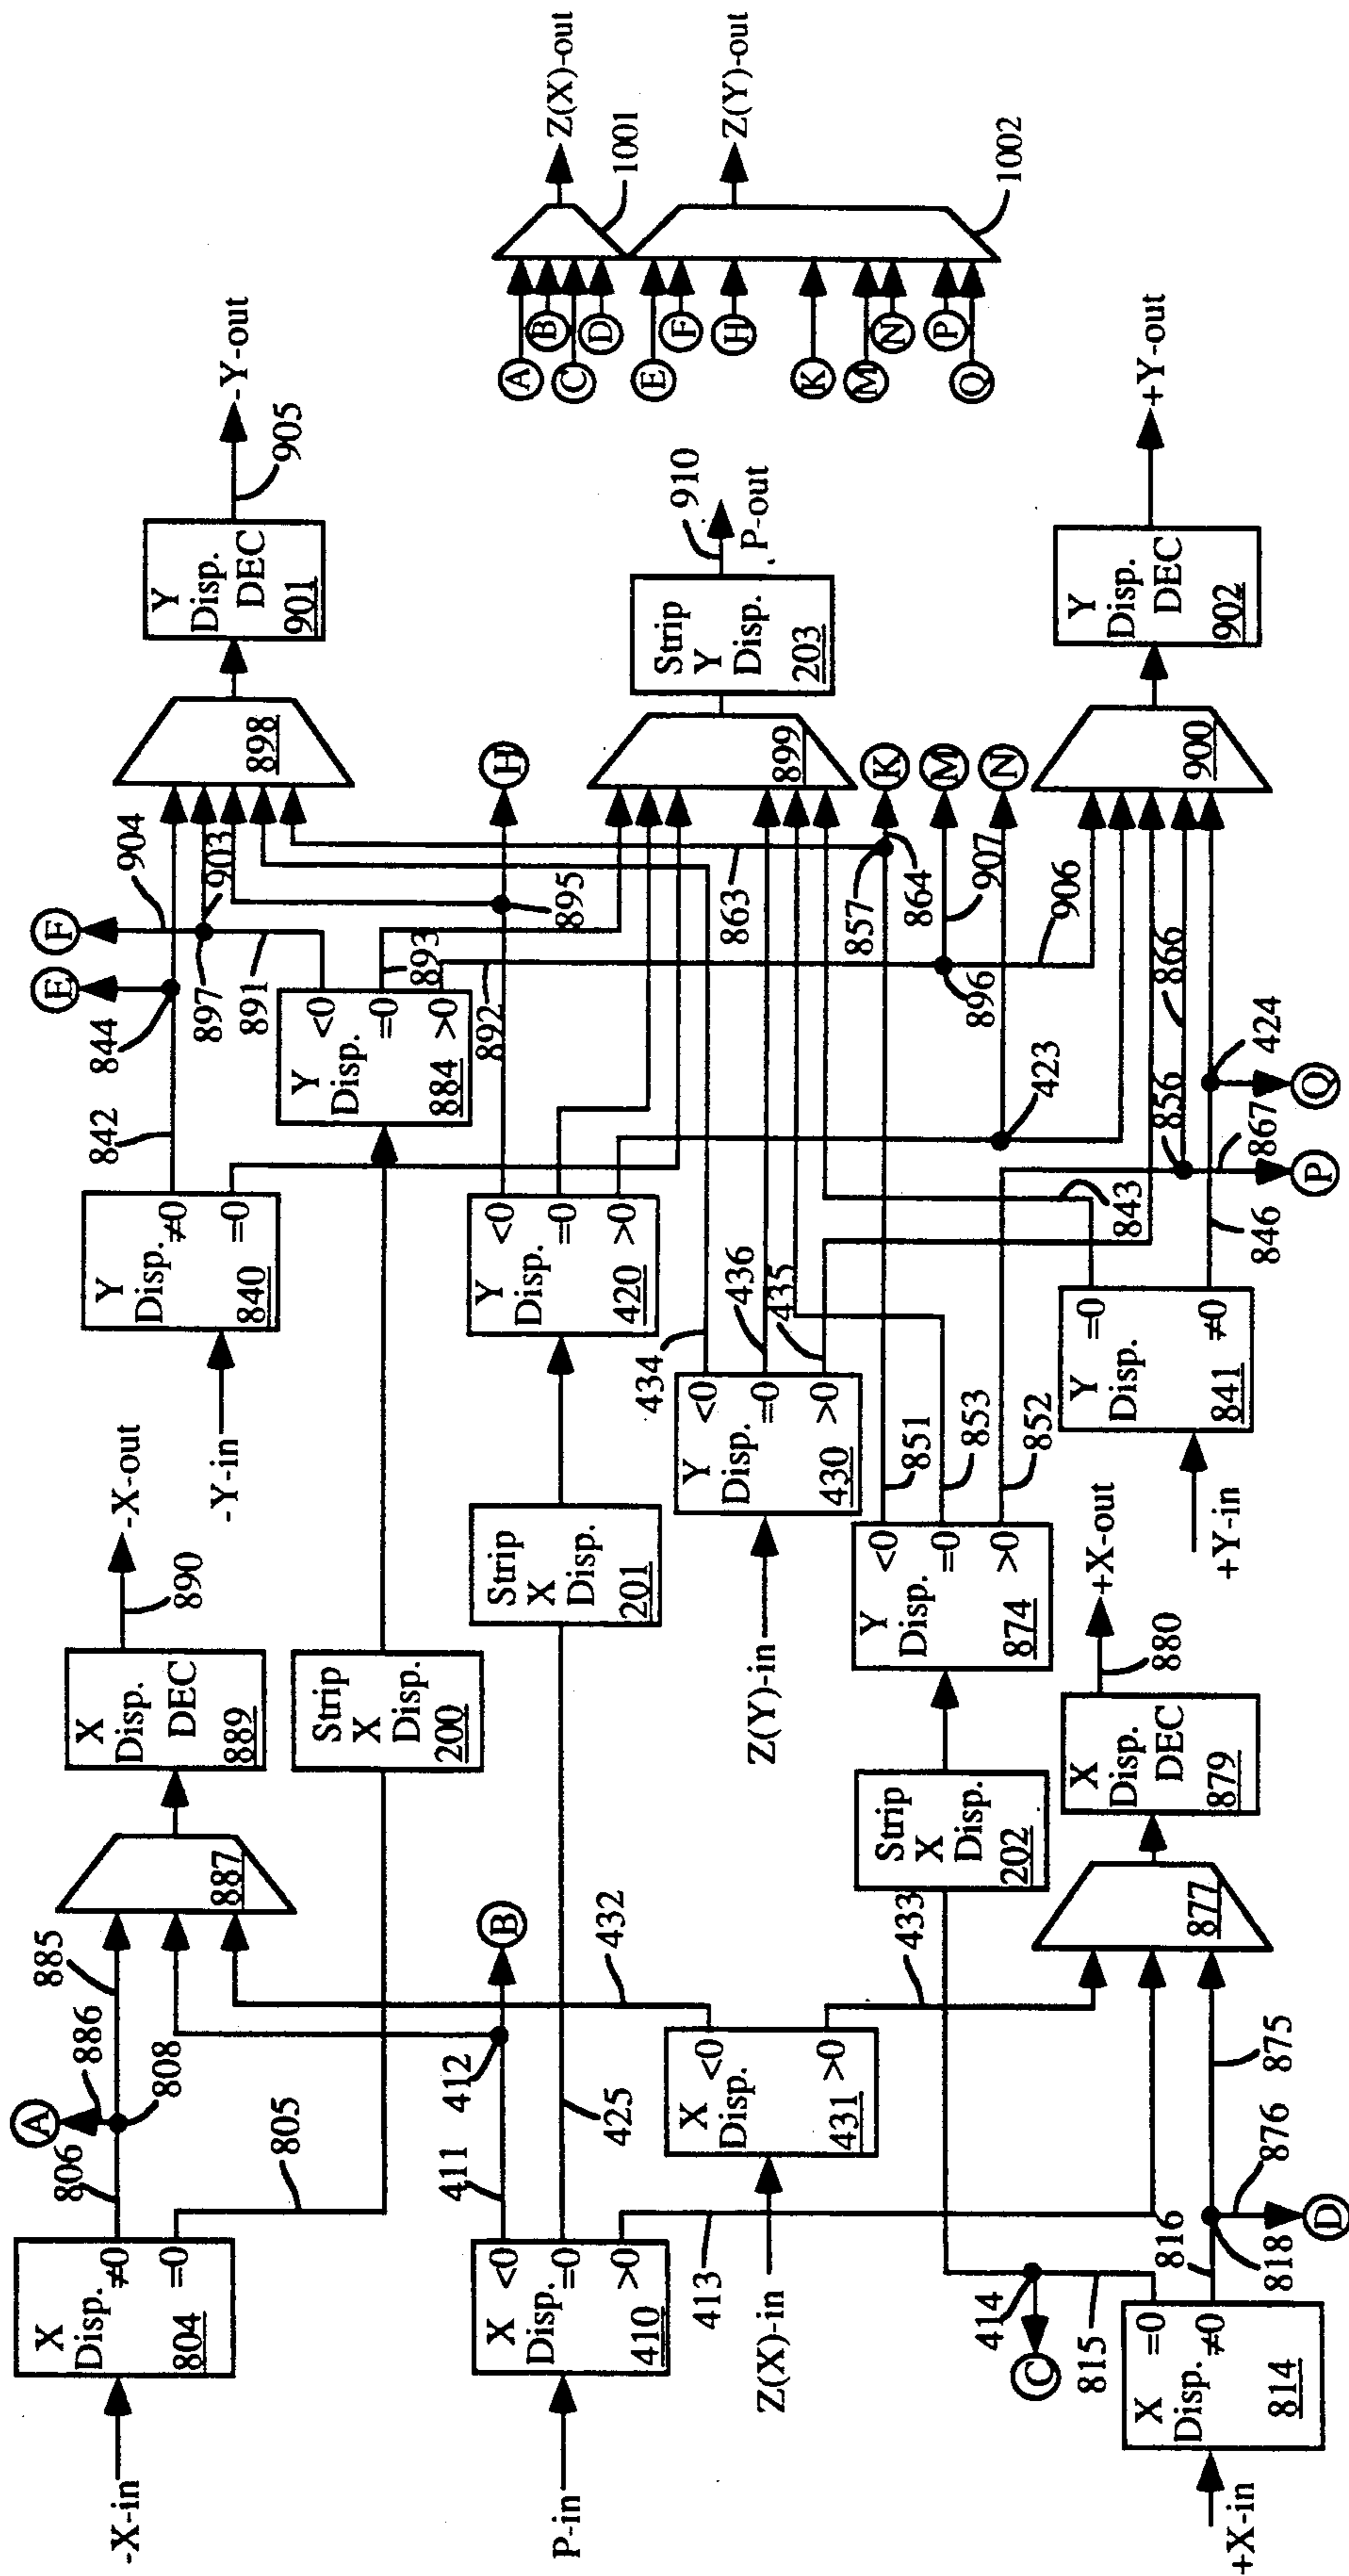 -X-in
X
Disp.
804
≠0
=0
806
A
886
808
885
805
887
X
Disp.
DEC
889
890
-X-out
Strip
X
Disp.
200
-Y-in
Y
Disp.
840
≠0
=0
842
844
E
F
897
904
891
903
Y
Disp.
884
<0
=0
>0
893
892
898
Y
Disp.
DEC
901
905
-Y-out
P-in
X
Disp.
410
<0
=0
>0
411
412
B
425
413
Strip
X
Disp.
201
Y
Disp.
420
<0
=0
>0
895
H
899
Strip
Y
Disp.
203
910
P-out
Z(X)-in
X
Disp.
431
<0
>0
432
433
Z(Y)-in
Y
Disp.
430
<0
=0
>0
434
436
435
863
857
864
K
M
N
896
907
906
423
+X-in
X
Disp.
814
=0
≠0
414
C
815
816
818
D
876
875
877
X
Disp.
DEC
879
880
+X-out
Strip
X
Disp.
202
Y
Disp.
874
<0
=0
>0
851
853
852
+Y-in
Y
Disp.
841
=0
≠0
843
846
856
866
867
P
424
Q
900
Y
Disp.
DEC
902
+Y-out
A
B
C
D
E
F
H
K
M
N
P
Q
Z(X)-out
1001
Z(Y)-out
1002